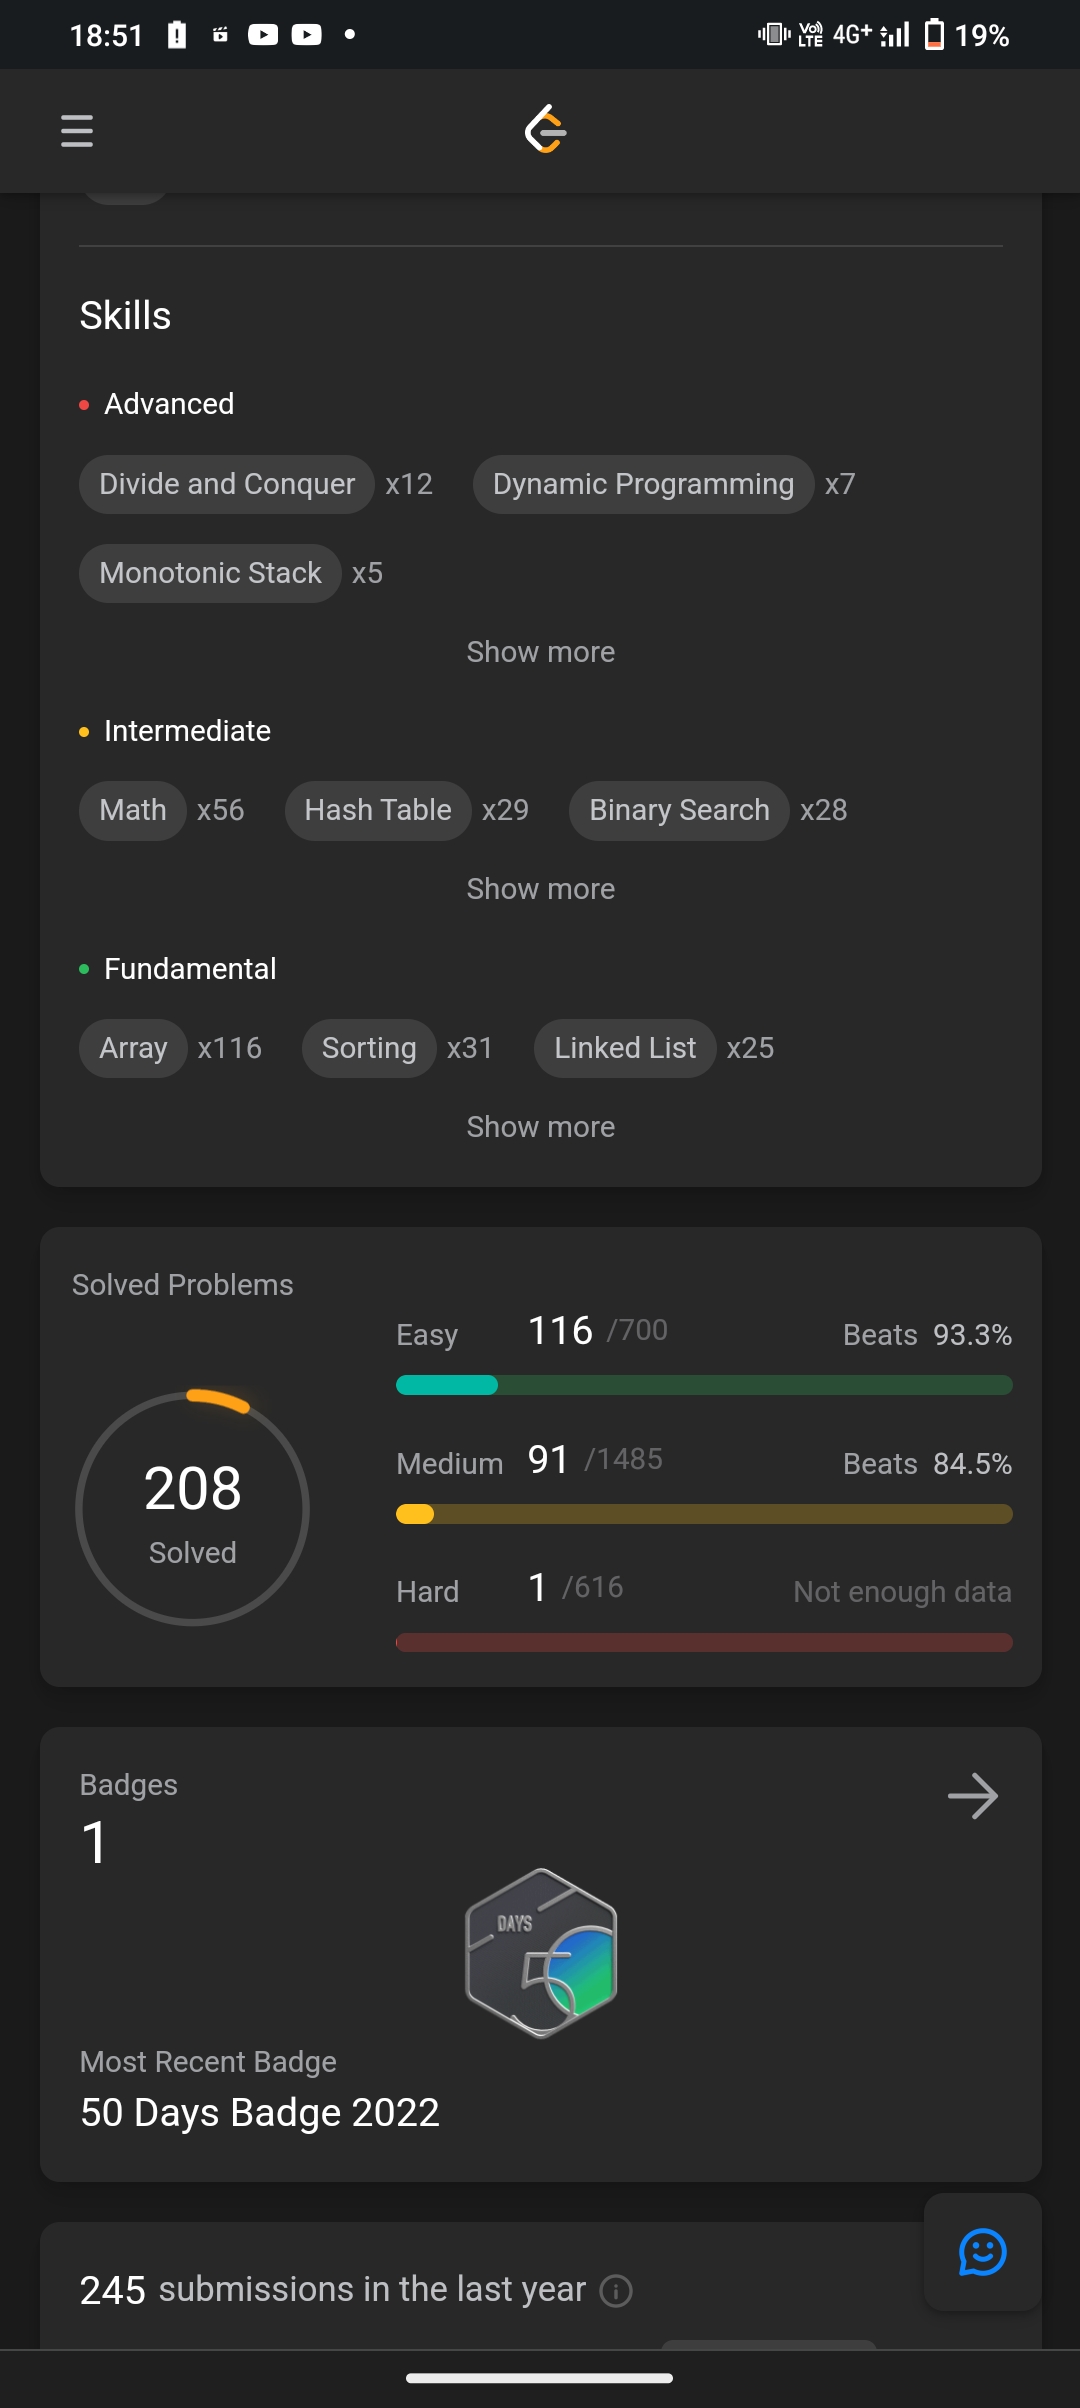 18:51 Vo) LTE 4G+ 19%
Skills
Advanced
Divide and Conquer x12 Dynamic Programming x7
Monotonic Stack x5
Show more
Intermediate
Math x56 Hash Table x29 Binary Search x28
Show more
Fundamental
Array x116 Sorting x31 Linked List x25
Show more
Solved Problems
Easy 116 /700 Beats 93.3%
Medium 91 /1485 Beats 84.5%
Hard 1 /616 Not enough data
208
Solved
Badges
1
DAYS
50
Most Recent Badge
50 Days Badge 2022
245 submissions in the last year